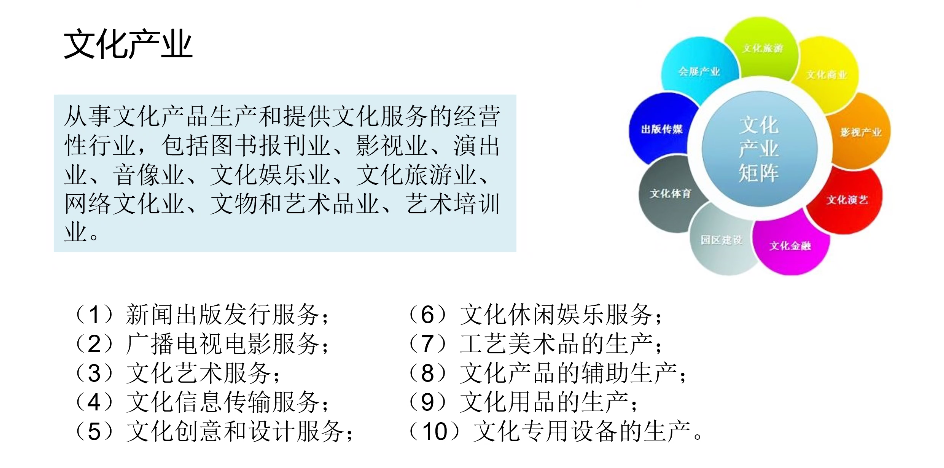 文化产业
从事文化产品生产和提供文化服务的经营
性行业，包括图书报刊业、影视业、演出
业、音像业、文化娱乐业、文化旅游业、
网络文化业、文物和艺术品业、艺术培训
业。
文化旅游
文化商业
影视产业
文化演艺
文化金融
园区建设
文化体育
出版传媒
会展产业
文化
产业
矩阵
（1）新闻出版发行服务；
（2）广播电视电影服务；
（3）文化艺术服务；
（4）文化信息传输服务；
（5）文化创意和设计服务；
（6）文化休闲娱乐服务；
（7）工艺美术品的生产；
（8）文化产品的辅助生产；
（9）文化用品的生产；
（10）文化专用设备的生产。